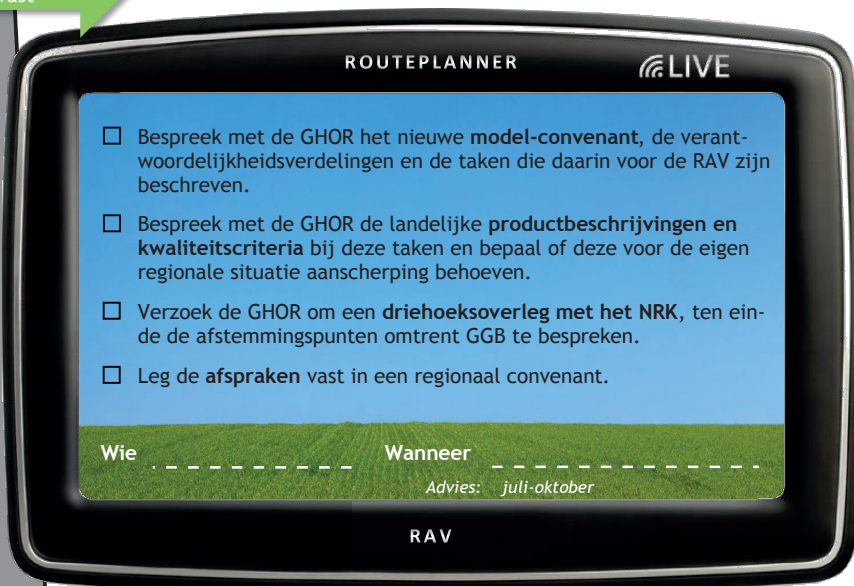 ROUTEPLANNER
LIVE
☐ Bespreek met de GHOR het nieuwe model-convenant, de verant-
woordelijkheidsverdelingen en de taken die daarin voor de RAV zijn
beschreven.
☐ Bespreek met de GHOR de landelijke productbeschrijvingen en
kwaliteitscriteria bij deze taken en bepaal of deze voor de eigen
regionale situatie aanscherping behoeven.
☐ Verzoek de GHOR om een driehoeksoverleg met het NRK, ten ein-
de de afstemmingspunten omtrent GGB te bespreken.
☐ Leg de afspraken vast in een regionaal convenant.
Wie Wanneer
Advies: juli-oktober
RAV